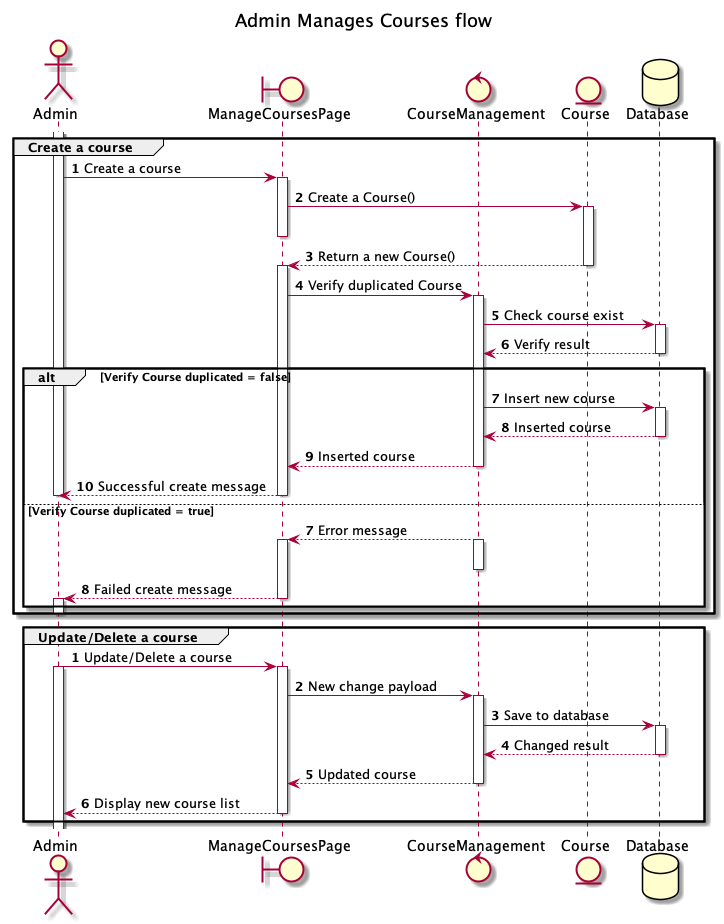 Admin Manages Courses flow
Admin
ManageCoursesPage
CourseManagement
Course
Database
Create a course
1 Create a course
2 Create a Course()
3 Return a new Course()
4 Verify duplicated Course
5 Check course exist
6 Verify result
alt [Verify Course duplicated = false]
7 Insert new course
8 Inserted course
9 Inserted course
10 Successful create message
[Verify Course duplicated = true]
7 Error message
8 Failed create message
Update/Delete a course
1 Update/Delete a course
2 New change payload
3 Save to database
4 Changed result
5 Updated course
6 Display new course list
Admin
ManageCoursesPage
CourseManagement
Course
Database